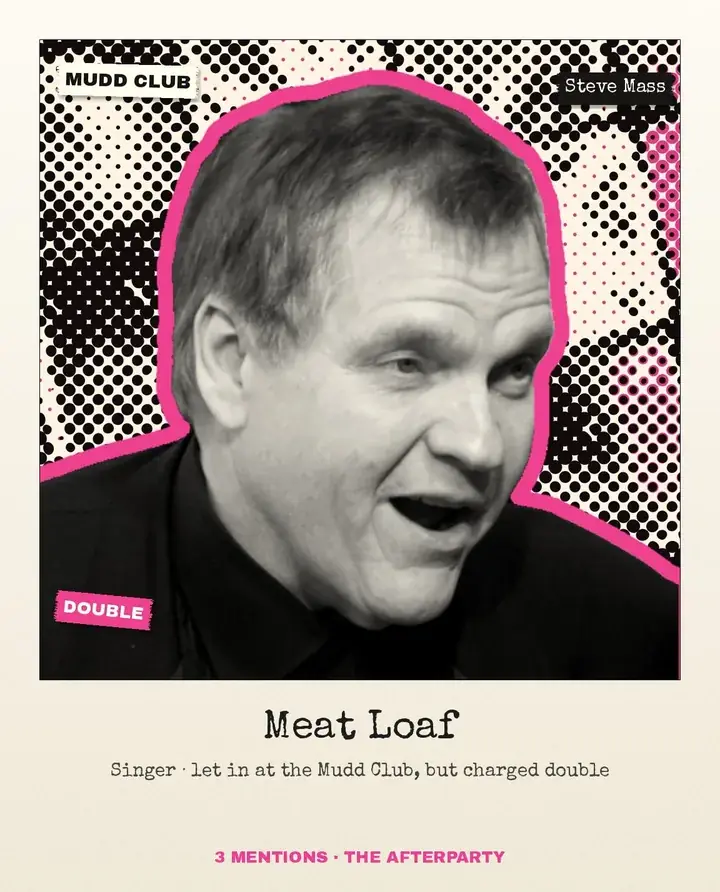 MUDD CLUB
Steve Mass
DOUBLE
Meat Loaf
Singer · let in at the Mudd Club, but charged double
3 MENTIONS · THE AFTERPARTY